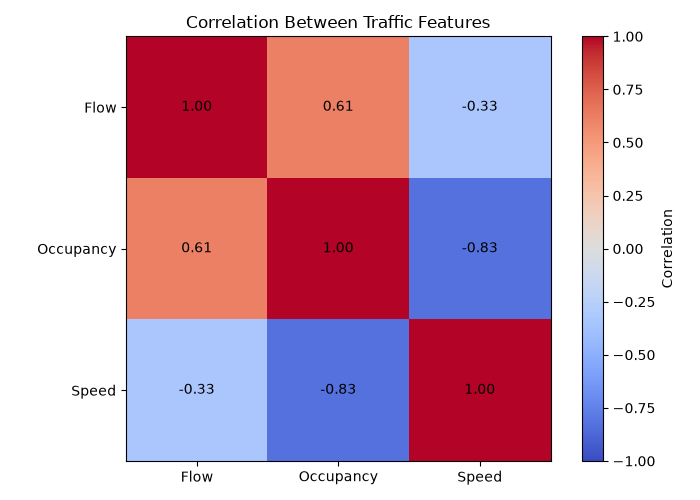 Correlation Between Traffic Features
Flow 1.00 0.61 -0.33
Occupancy 0.61 1.00 -0.83
Speed -0.33 -0.83 1.00
Flow Occupancy Speed
1.00
0.75
0.50
0.25
0.00
−0.25
−0.50
−0.75
−1.00
Correlation